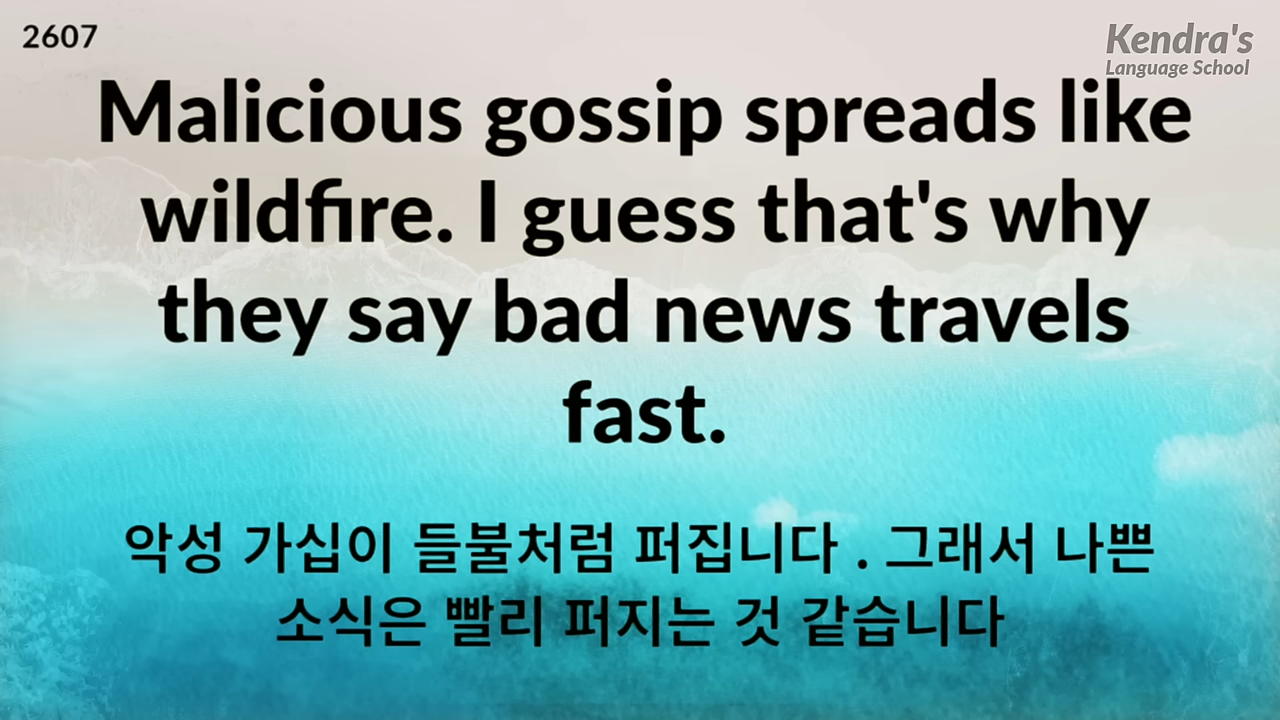 2607
Kendra's
Language School
Malicious gossip spreads like
wildfire. I guess that's why
they say bad news travels
fast.
악성 가십이 들불처럼 퍼집니다 . 그래서 나쁜
소식은 빨리 퍼지는 것 같습니다